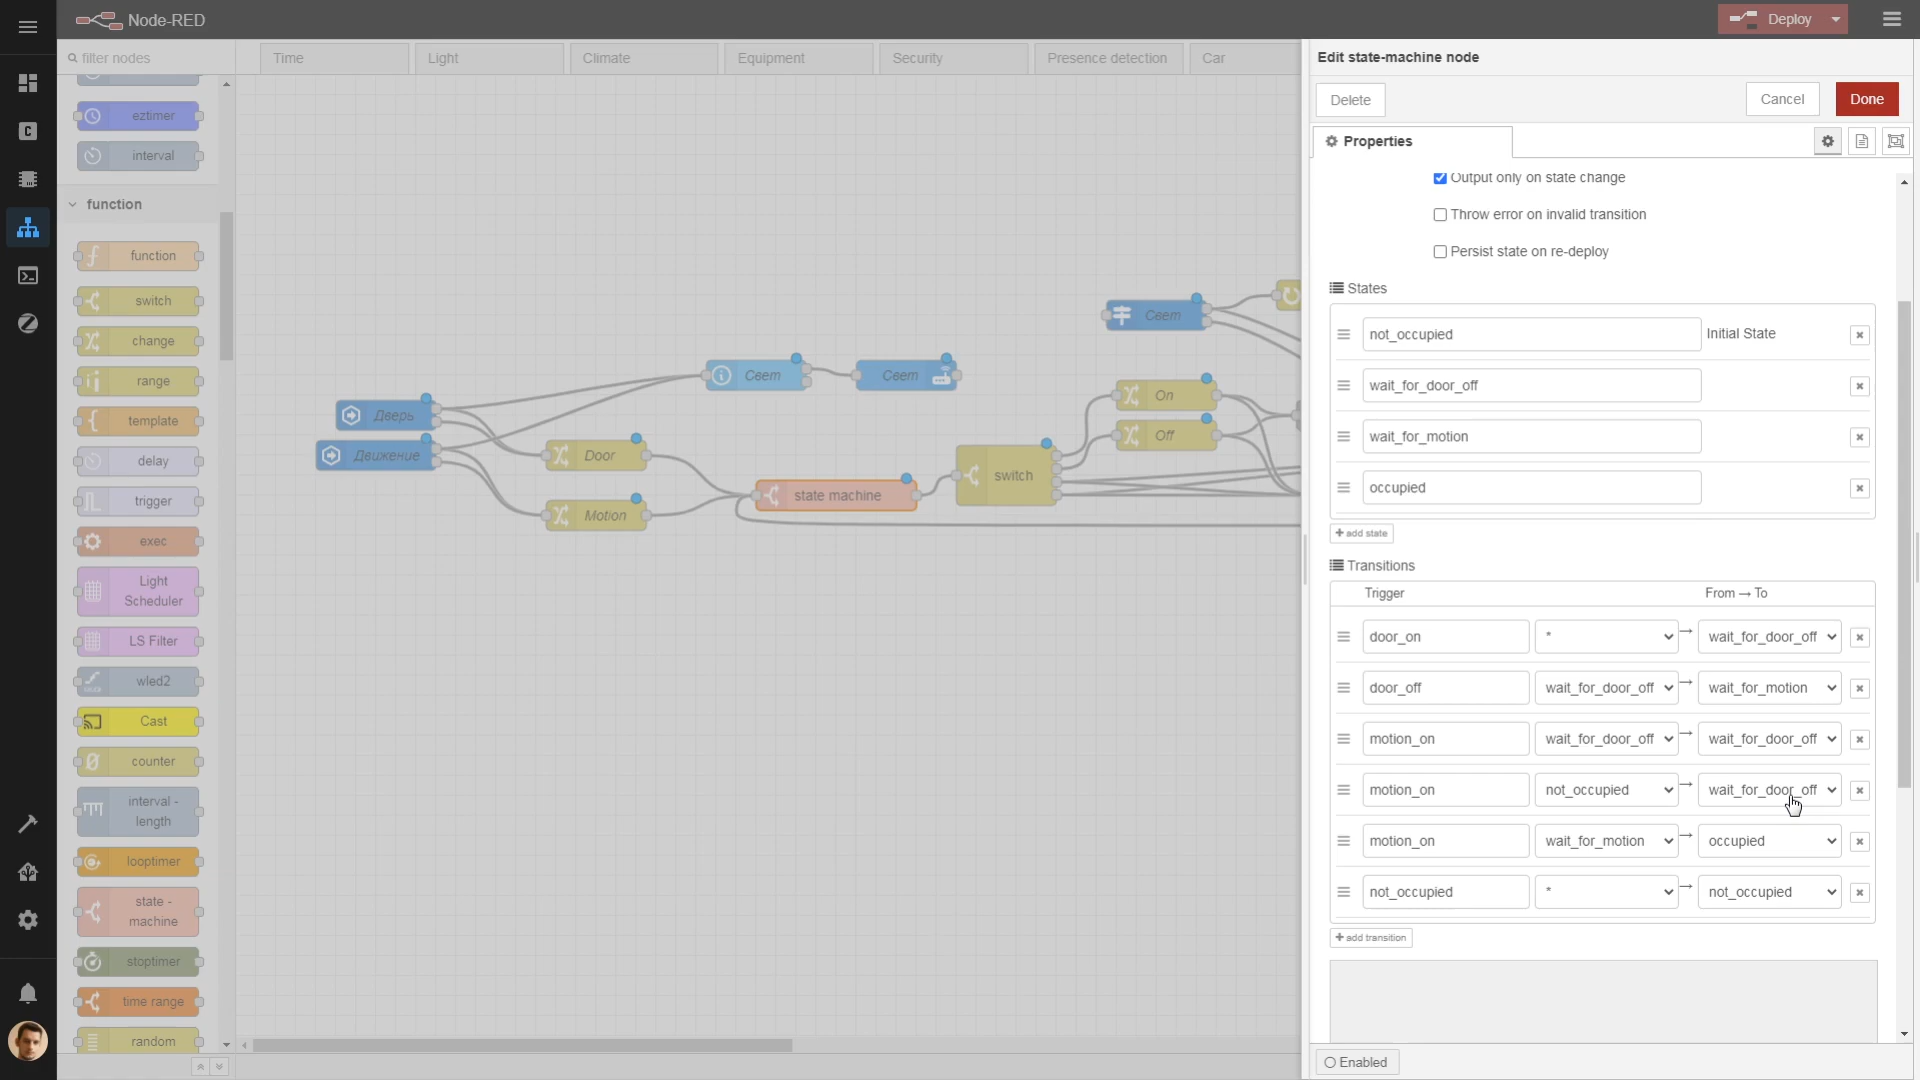 Node-RED
Deploy
filter nodes
Time
Light
Climate
Equipment
Security
Presence detection
Car
eztimer
interval
function
function
switch
change
range
template
delay
trigger
exec
Light
Scheduler
LS Filter
wled2
Cast
counter
interval -
length
looptimer
state -
machine
stoptimer
time range
random
Дверь
Движение
Свет
Свет
Свет
Door
Motion
state machine
switch
On
Off
Edit state-machine node
Delete
Cancel
Done
Properties
Output only on state change
Throw error on invalid transition
Persist state on re-deploy
States
not_occupied Initial State
wait_for_door_off
wait_for_motion
occupied
+ add state
Transitions
Trigger From → To
door_on * → wait_for_door_off
door_off wait_for_door_off → wait_for_motion
motion_on wait_for_door_off → wait_for_door_off
motion_on not_occupied → wait_for_door_off
motion_on wait_for_motion → occupied
not_occupied * → not_occupied
+ add transition
Enabled